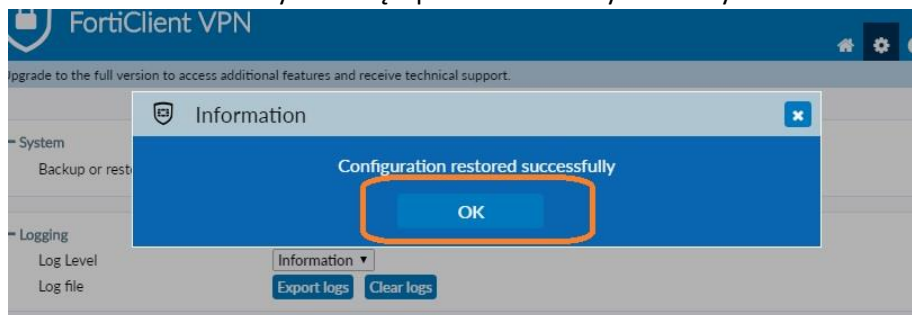 FortiClient VPN
Upgrade to the full version to access additional features and receive technical support.
Information
System
Configuration restored successfully
Backup or rest
OK
Logging
Log Level
Information
Log file
Export logs
Clear logs